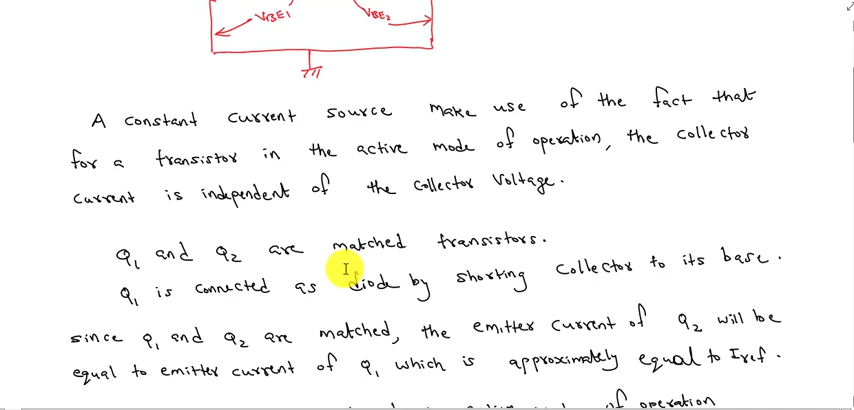 VBE1 VBE2
A constant current source make use of the fact that
for a transistor in the active mode of operation, the collector
current is independent of the collector voltage.
Q1 and Q2 are matched transistors.
Q1 is connected as diode by shorting collector to its base.
since Q1 and Q2 are matched, the emitter current of Q2 will be
equal to emitter current of Q1 which is approximately equal to Iref.
of operation